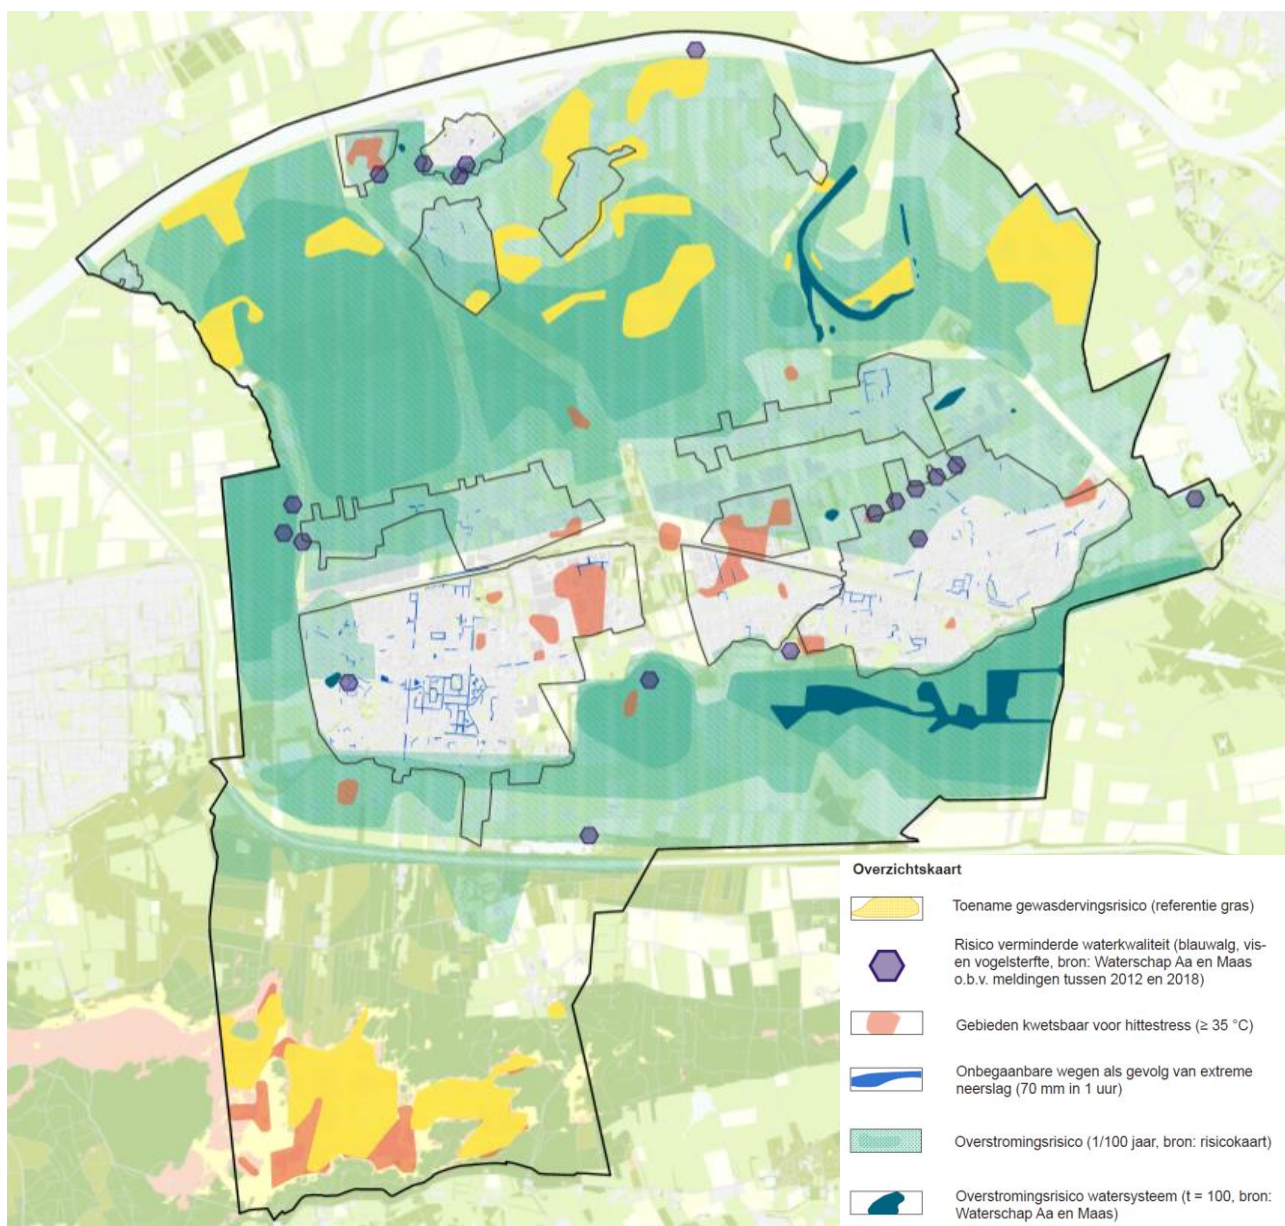 Overzichtskaart
Toename gewasdervingsrisico (referentie gras)
Risico verminderde waterkwaliteit (blauwalg, vis-
en vogelsterfte, bron: Waterschap Aa en Maas
o.b.v. meldingen tussen 2012 en 2018)
Gebieden kwetsbaar voor hittestress (≥ 35 °C)
Onbegaanbare wegen als gevolg van extreme
neerslag (70 mm in 1 uur)
Overstromingsrisico (1/100 jaar, bron: risicokaart)
Overstromingsrisico watersysteem (t = 100, bron:
Waterschap Aa en Maas)